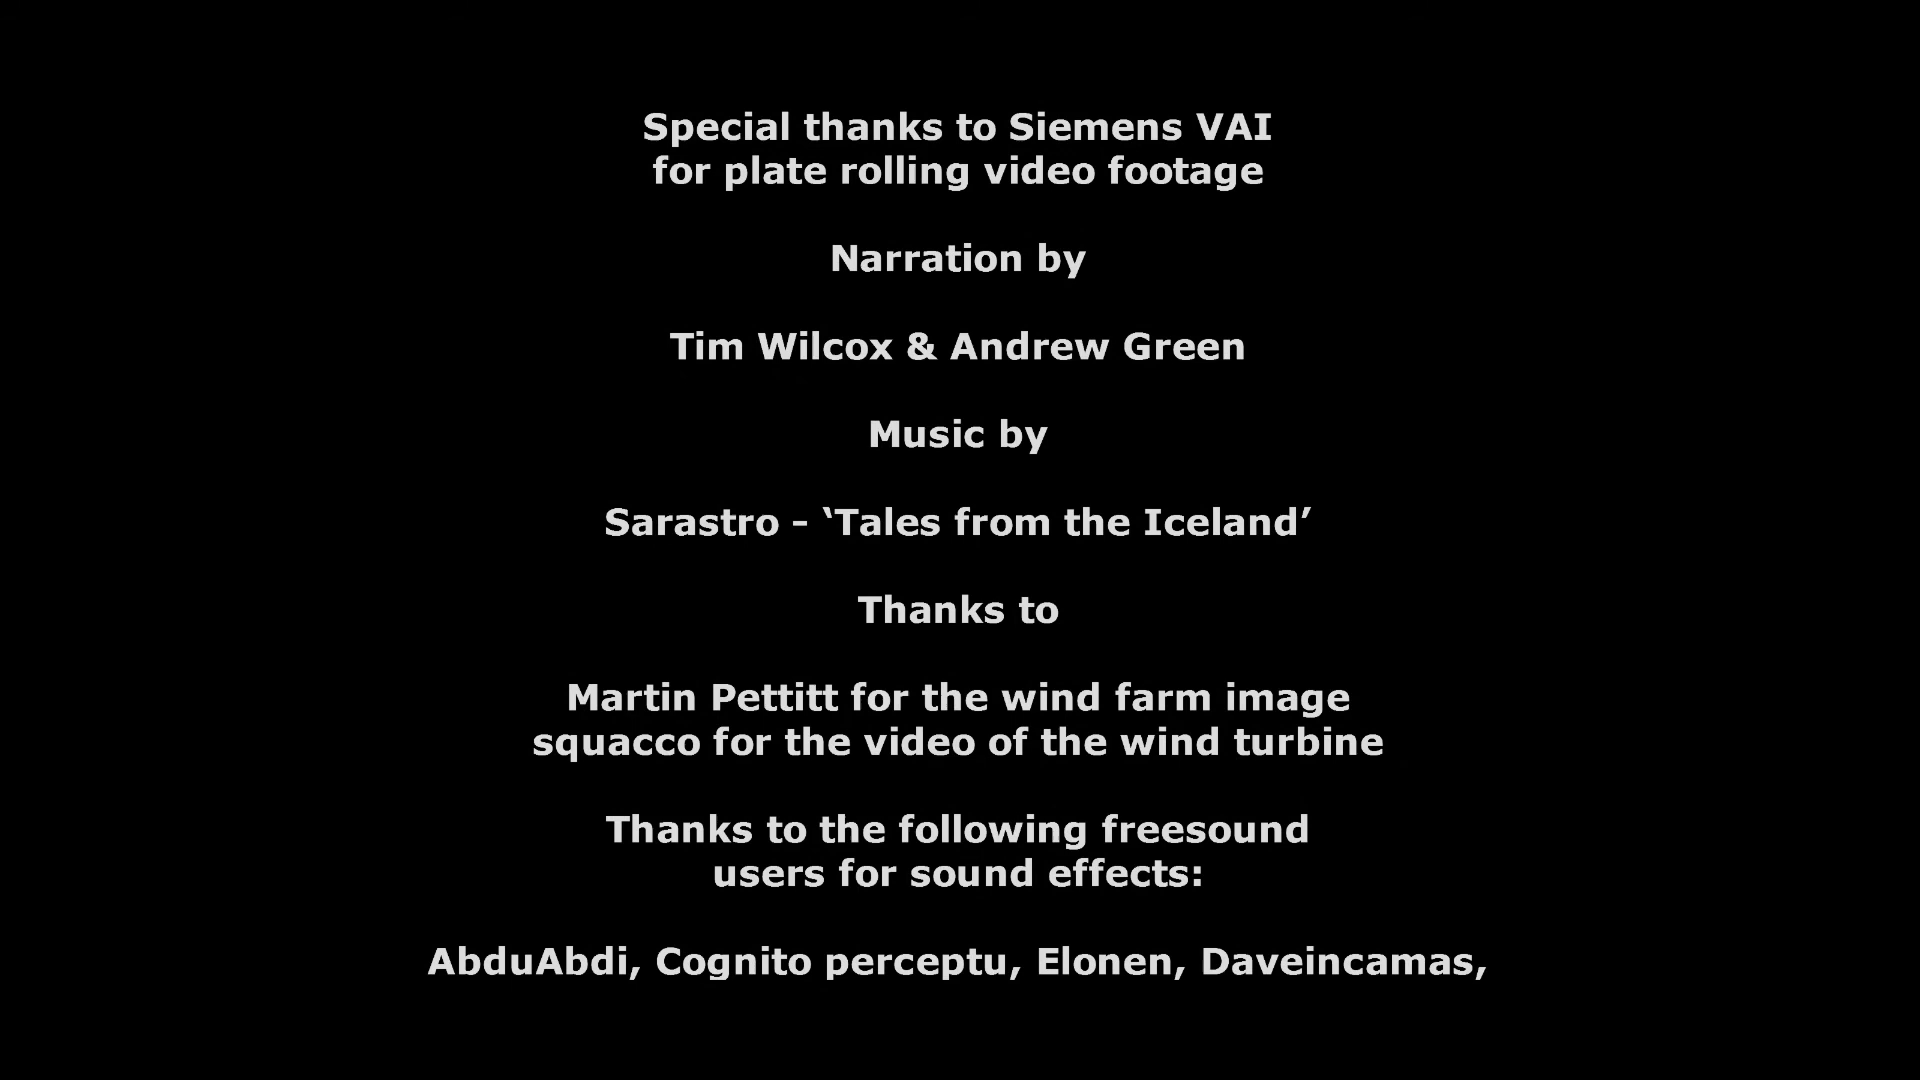 Special thanks to Siemens VAI
for plate rolling video footage
Narration by
Tim Wilcox & Andrew Green
Music by
Sarastro - ‘Tales from the Iceland’
Thanks to
Martin Pettitt for the wind farm image
squacco for the video of the wind turbine
Thanks to the following freesound
users for sound effects:
AbduAbdi, Cognito perceptu, Elonen, Daveincamas,